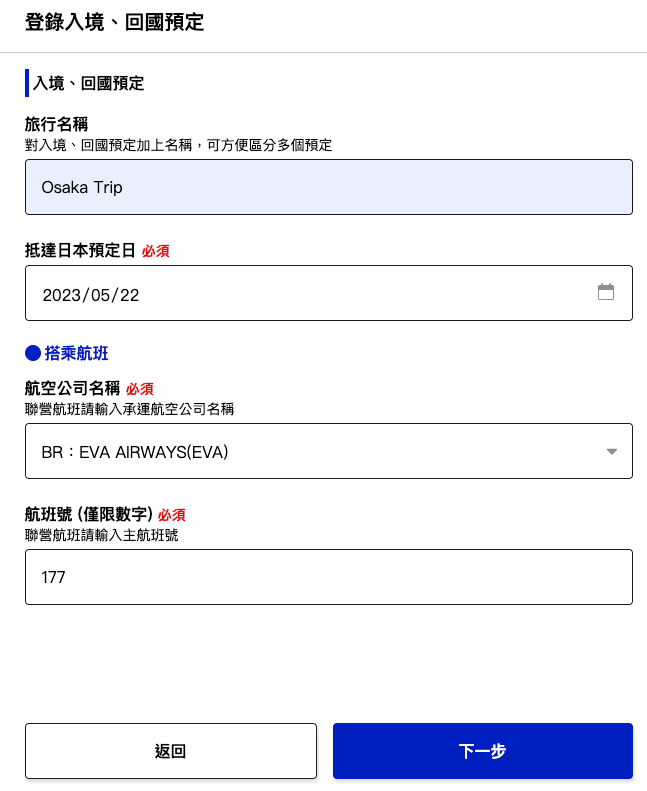 登錄入境、回國預定
入境、回國預定
旅行名稱
對入境、回國預定加上名稱，可方便區分多個預定
Osaka Trip
抵達日本預定日 必須
2023/05/22
搭乘航班
航空公司名稱 必須
聯營航班請輸入承運航空公司名稱
BR：EVA AIRWAYS(EVA)
航班號 (僅限數字) 必須
聯營航班請輸入主航班號
177
返回
下一步